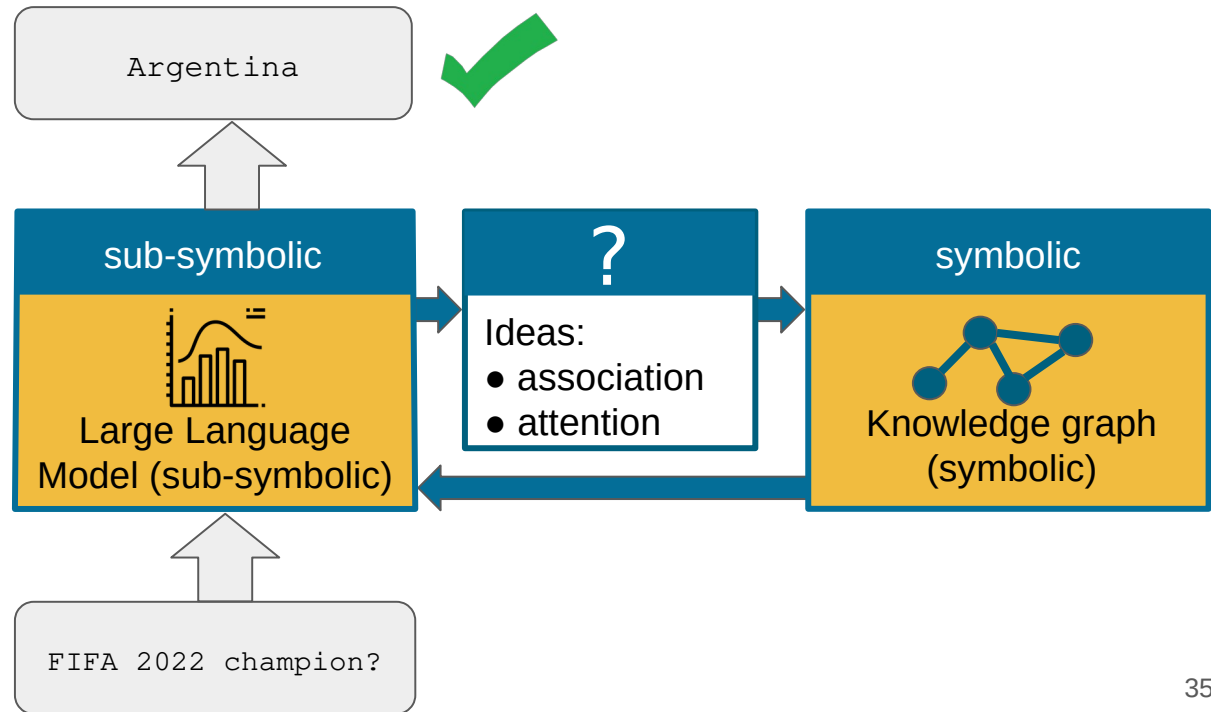 Argentina
sub-symbolic
Large Language
Model (sub-symbolic)
?
Ideas:
● association
● attention
symbolic
Knowledge graph
(symbolic)
FIFA 2022 champion?
35